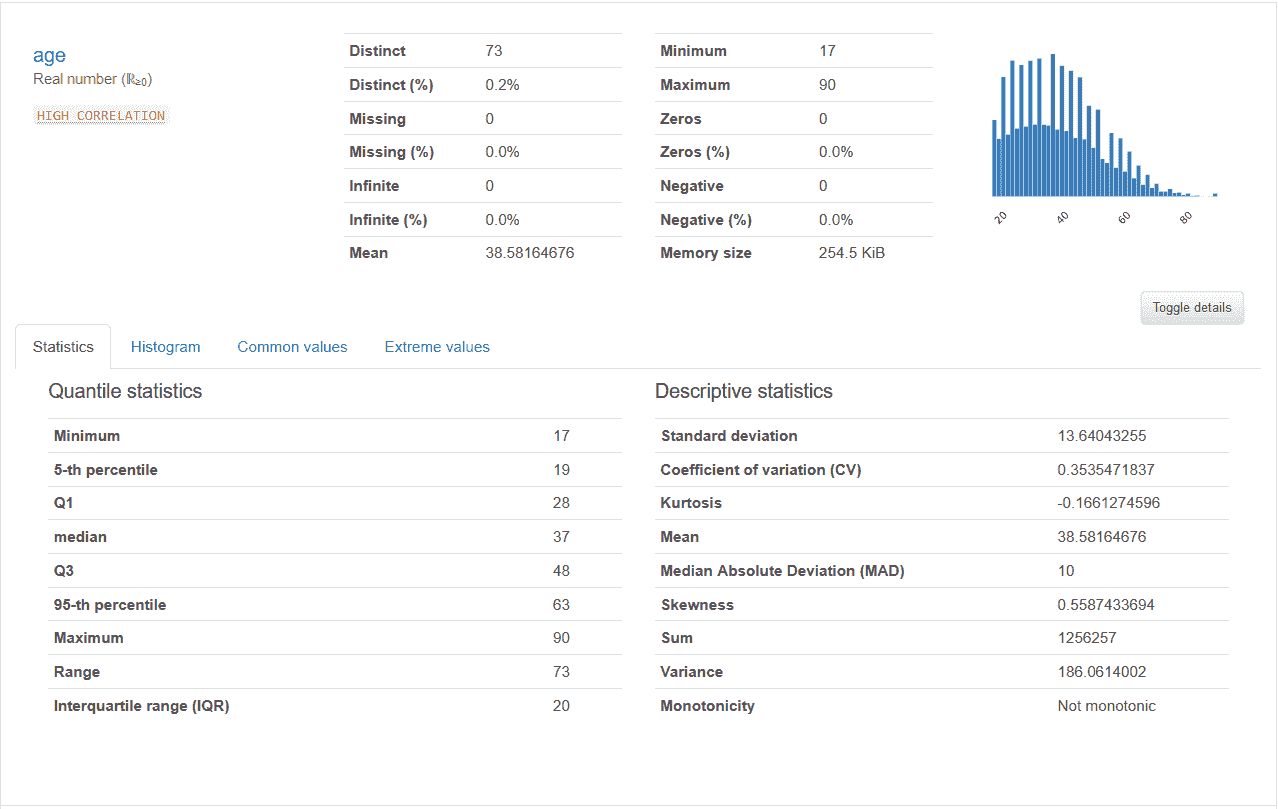 age
Real number (ℝ≥0)
HIGH CORRELATION
Distinct 73
Distinct (%) 0.2%
Missing 0
Missing (%) 0.0%
Infinite 0
Infinite (%) 0.0%
Mean 38.58164676
Minimum 17
Maximum 90
Zeros 0
Zeros (%) 0.0%
Negative 0
Negative (%) 0.0%
Memory size 254.5 KiB
20 40 60 80
Toggle details
Statistics Histogram Common values Extreme values
Quantile statistics
Minimum 17
5-th percentile 19
Q1 28
median 37
Q3 48
95-th percentile 63
Maximum 90
Range 73
Interquartile range (IQR) 20
Descriptive statistics
Standard deviation 13.64043255
Coefficient of variation (CV) 0.3535471837
Kurtosis -0.1661274596
Mean 38.58164676
Median Absolute Deviation (MAD) 10
Skewness 0.5587433694
Sum 1256257
Variance 186.0614002
Monotonicity Not monotonic